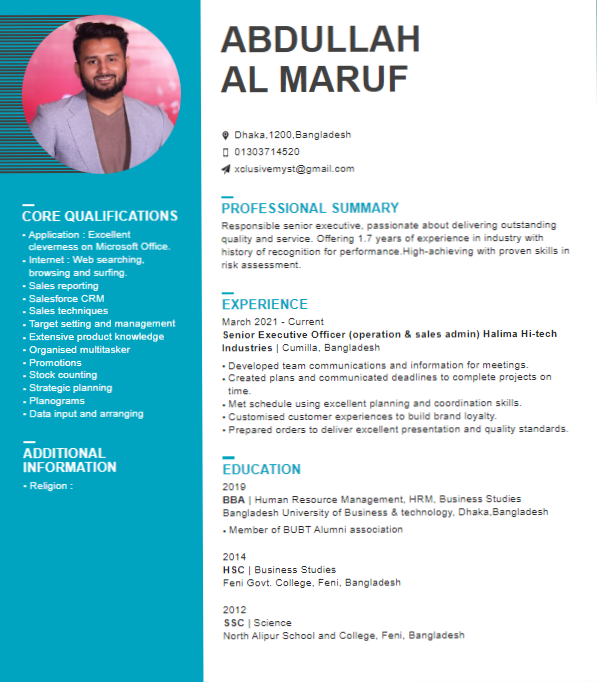 ABDULLAH
AL MARUF
Dhaka,1200,Bangladesh
01303714520
xclusivemyst@gmail.com
CORE QUALIFICATIONS
• Application : Excellent
cleverness on Microsoft Office.
• Internet : Web searching,
browsing and surfing.
• Sales reporting
• Salesforce CRM
• Sales techniques
• Target setting and management
• Extensive product knowledge
• Organised multitasker
• Promotions
• Stock counting
• Strategic planning
• Planograms
• Data input and arranging
ADDITIONAL
INFORMATION
• Religion :
PROFESSIONAL SUMMARY
Responsible senior executive, passionate about delivering outstanding
quality and service. Offering 1.7 years of experience in industry with
history of recognition for performance.High-achieving with proven skills in
risk assessment.
EXPERIENCE
March 2021 - Current
Senior Executive Officer (operation & sales admin) Halima Hi-tech
Industries | Cumilla, Bangladesh
• Developed team communications and information for meetings.
• Created plans and communicated deadlines to complete projects on
time.
• Met schedule using excellent planning and coordination skills.
• Customised customer experiences to build brand loyalty.
• Prepared orders to deliver excellent presentation and quality standards.
EDUCATION
2019
BBA | Human Resource Management, HRM, Business Studies
Bangladesh University of Business & technology, Dhaka,Bangladesh
• Member of BUBT Alumni association
2014
HSC | Business Studies
Feni Govt. College, Feni, Bangladesh
2012
SSC | Science
North Alipur School and College, Feni, Bangladesh